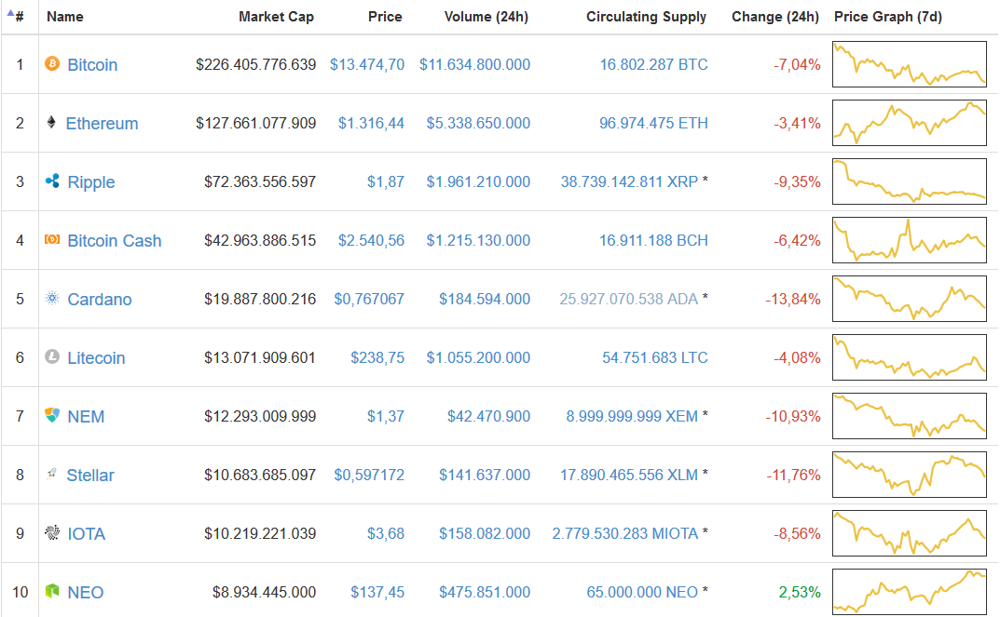 # Name Market Cap Price Volume (24h) Circulating Supply Change (24h) Price Graph (7d)
1 Bitcoin $226.405.776.639 $13.474,70 $11.634.800.000 16.802.287 BTC -7,04%
2 Ethereum $127.661.077.909 $1.316,44 $5.338.650.000 96.974.475 ETH -3,41%
3 Ripple $72.363.556.597 $1,87 $1.961.210.000 38.739.142.811 XRP * -9,35%
4 Bitcoin Cash $42.963.886.515 $2.540,56 $1.215.130.000 16.911.188 BCH -6,42%
5 Cardano $19.887.800.216 $0,767067 $184.594.000 25.927.070.538 ADA * -13,84%
6 Litecoin $13.071.909.601 $238,75 $1.055.200.000 54.751.683 LTC -4,08%
7 NEM $12.293.009.999 $1,37 $42.470.900 8.999.999.999 XEM * -10,93%
8 Stellar $10.683.685.097 $0,597172 $141.637.000 17.890.465.556 XLM * -11,76%
9 IOTA $10.219.221.039 $3,68 $158.082.000 2.779.530.283 MIOTA * -8,56%
10 NEO $8.934.445.000 $137,45 $475.851.000 65.000.000 NEO * 2,53%